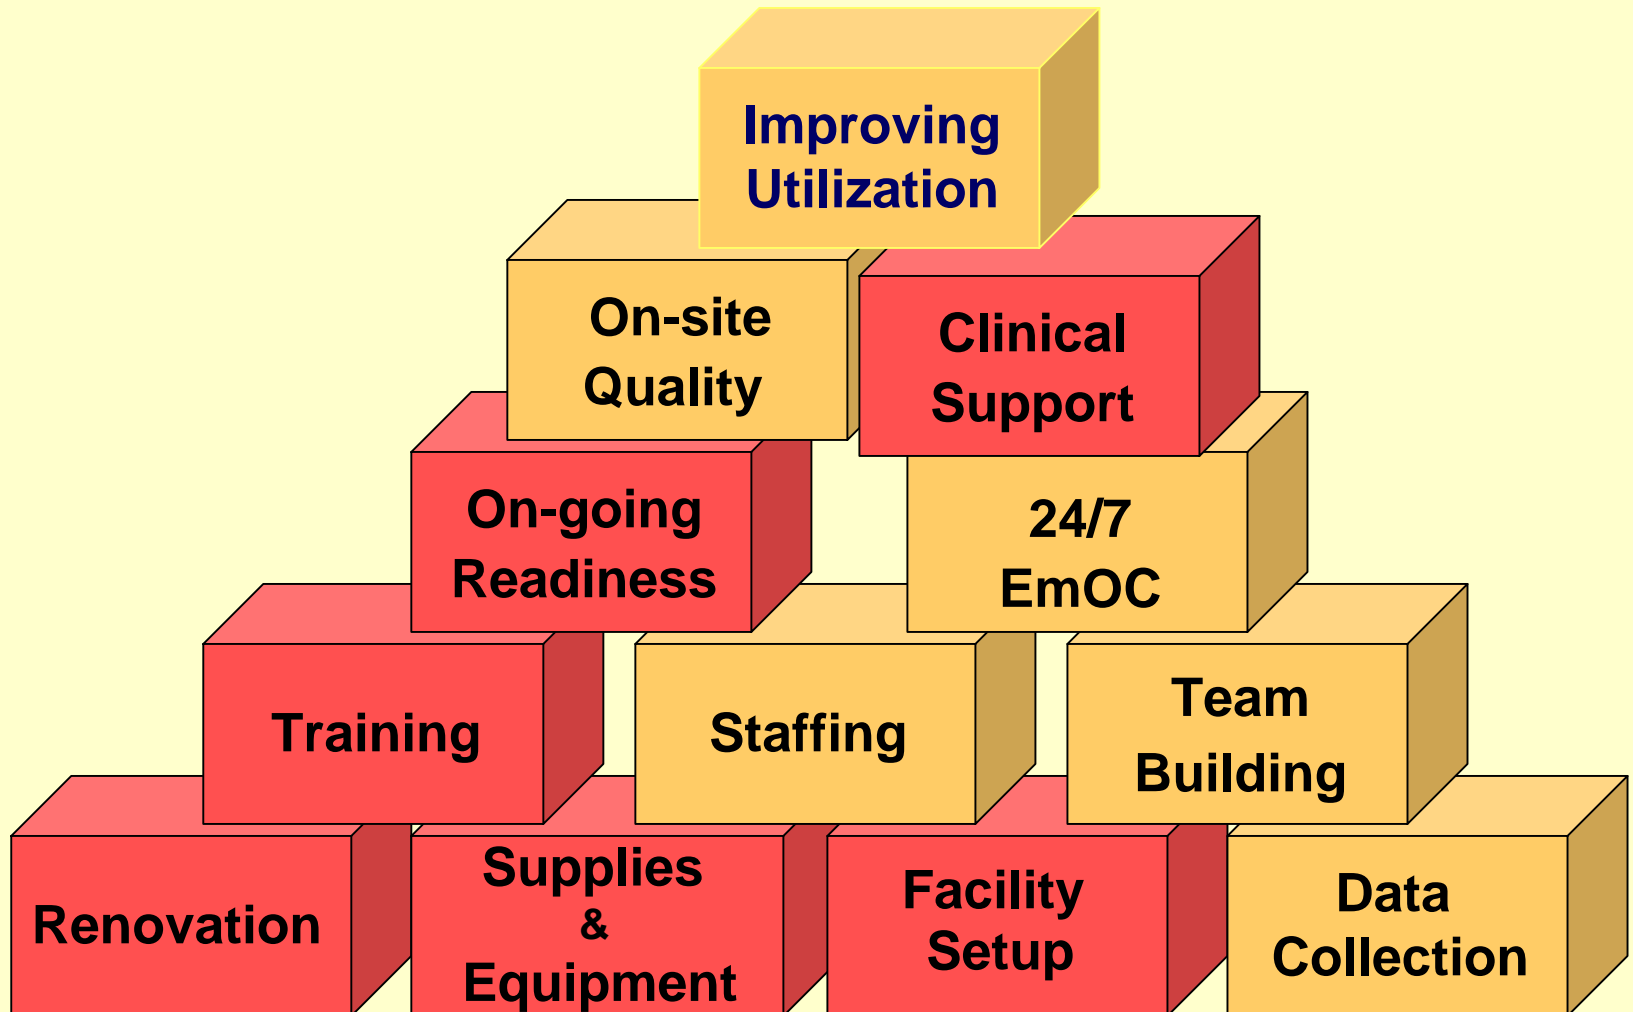 Improving
Utilization
On-site
Quality
Clinical
Support
On-going
Readiness
24/7
EmOC
Training
Staffing
Team
Building
Renovation
Supplies
&
Equipment
Facility
Setup
Data
Collection